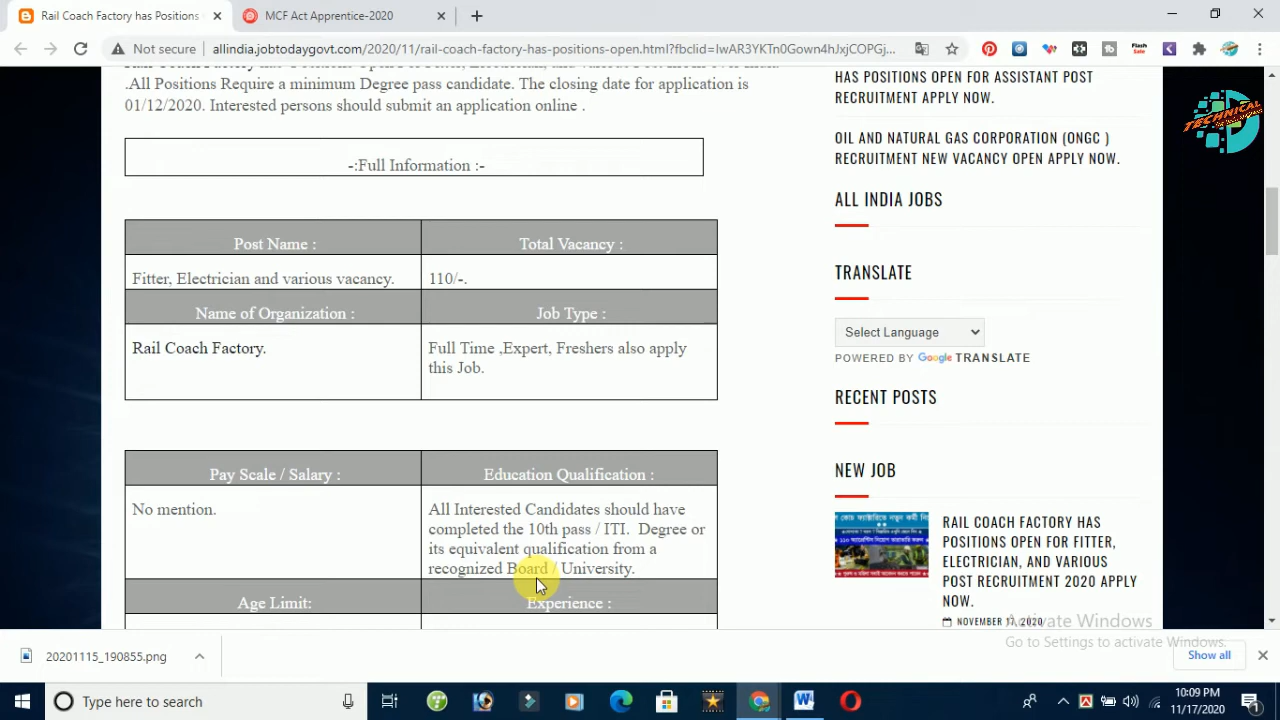 Rail Coach Factory has Positions
MCF Act Apprentice-2020
Not secure
allindia.jobtodaygovt.com/2020/11/rail-coach-factory-has-positions-open.html?fbclid=IwAR3YKTn0Gown4hJxjCOPGj...
.All Positions Require a minimum Degree pass candidate. The closing date for application is
01/12/2020. Interested persons should submit an application online .
-:Full Information :-
Post Name :
Total Vacancy :
Fitter, Electrician and various vacancy.
110/-.
Name of Organization :
Job Type :
Rail Coach Factory.
Full Time ,Expert, Freshers also apply
this Job.
Pay Scale / Salary :
Education Qualification :
No mention.
All Interested Candidates should have
completed the 10th pass / ITI. Degree or
its equivalent qualification from a
recognized Board / University.
Age Limit:
Experience :
HAS POSITIONS OPEN FOR ASSISTANT POST
RECRUITMENT APPLY NOW.
OIL AND NATURAL GAS CORPORATION (ONGC )
RECRUITMENT NEW VACANCY OPEN APPLY NOW.
ALL INDIA JOBS
TRANSLATE
Select Language
POWERED BY Google TRANSLATE
RECENT POSTS
NEW JOB
RAIL COACH FACTORY HAS
POSITIONS OPEN FOR FITTER,
ELECTRICIAN, AND VARIOUS
POST RECRUITMENT 2020 APPLY
NOW.
NOVEMBER 17, 2020
TECHNICAL
Activate Windows
Go to Settings to activate Windows.
20201115_190855.png
Show all
Type here to search
10:09 PM
11/17/2020